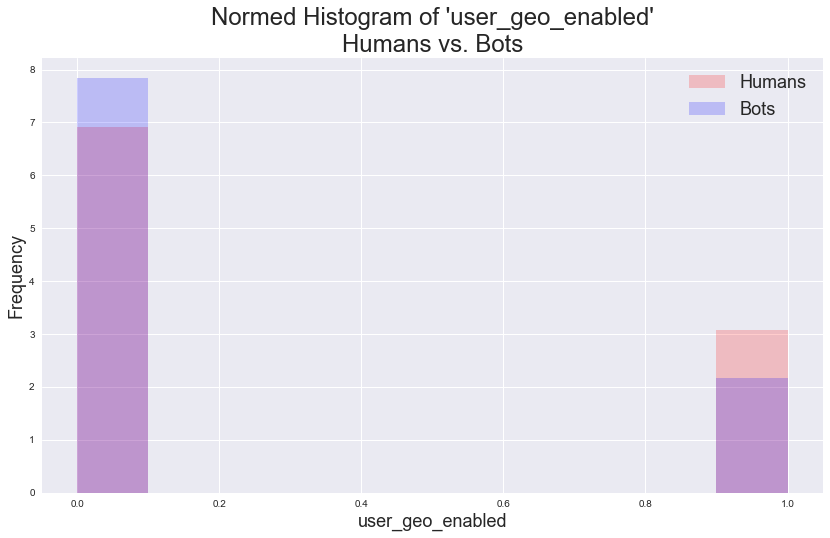 Normed Histogram of 'user_geo_enabled'
Humans vs. Bots
Humans
Bots
Frequency
8
7
6
5
4
3
2
1
0
0.0 0.2 0.4 0.6 0.8 1.0
user_geo_enabled